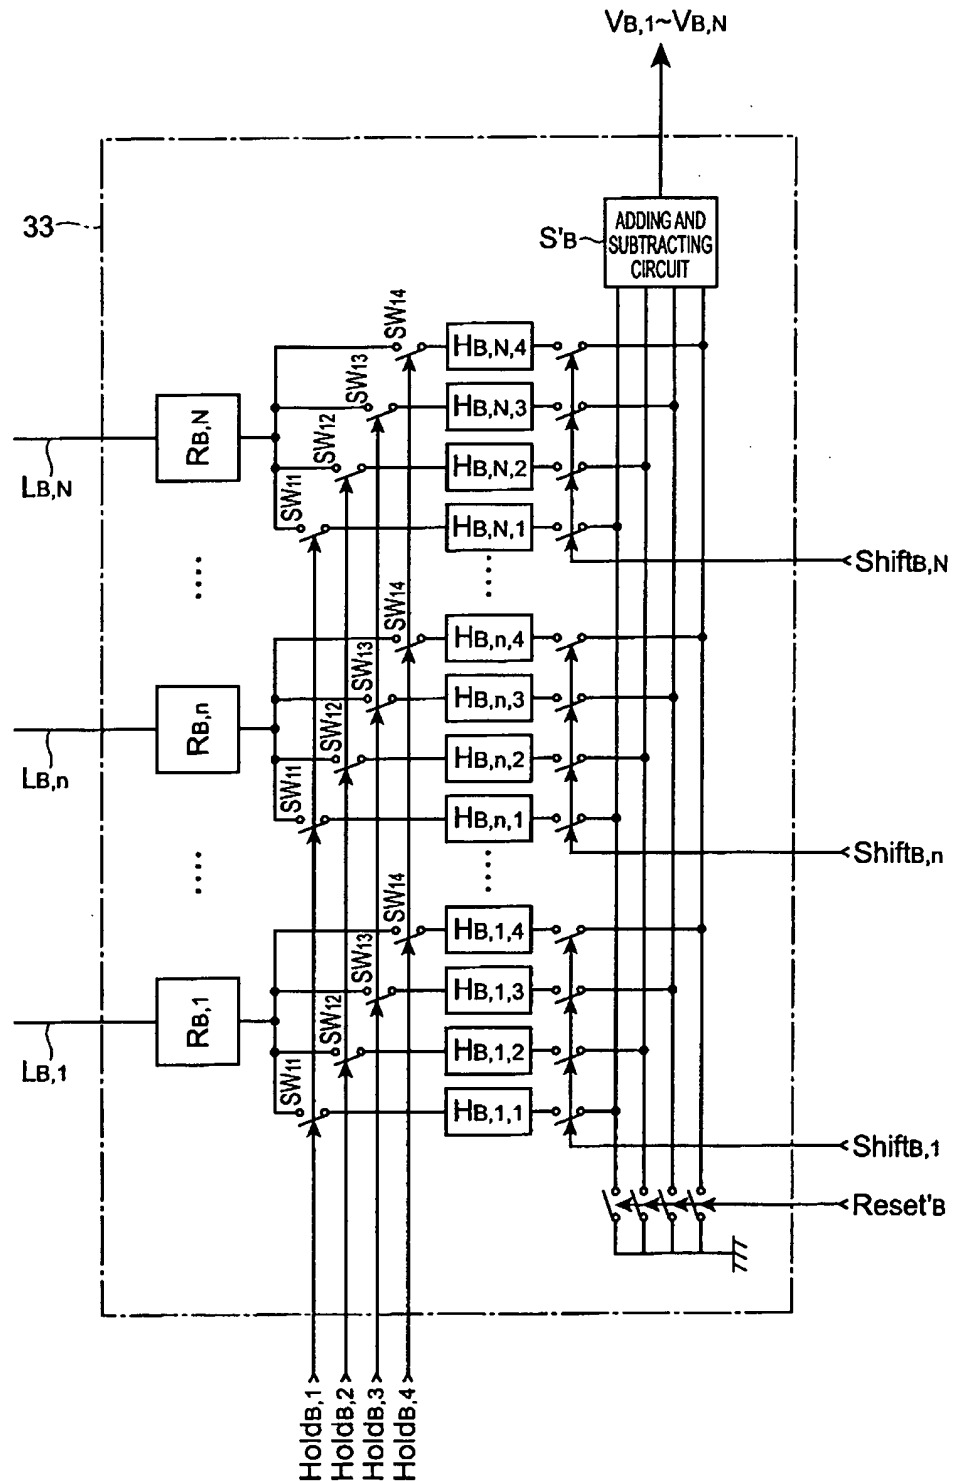 VB,1~VB,N
33
S'B
ADDING AND
SUBTRACTING
CIRCUIT
SW14
HB,N,4
SW13
HB,N,3
RB,N
SW12
HB,N,2
LB,N
SW11
HB,N,1
ShiftB,N
....
.....
SW14
HB,n,4
SW13
HB,n,3
RB,n
SW12
HB,n,2
LB,n
SW11
HB,n,1
ShiftB,n
....
.....
SW14
HB,1,4
SW13
HB,1,3
RB,1
SW12
HB,1,2
LB,1
SW11
HB,1,1
ShiftB,1
Reset'B
HoldB,1
HoldB,2
HoldB,3
HoldB,4